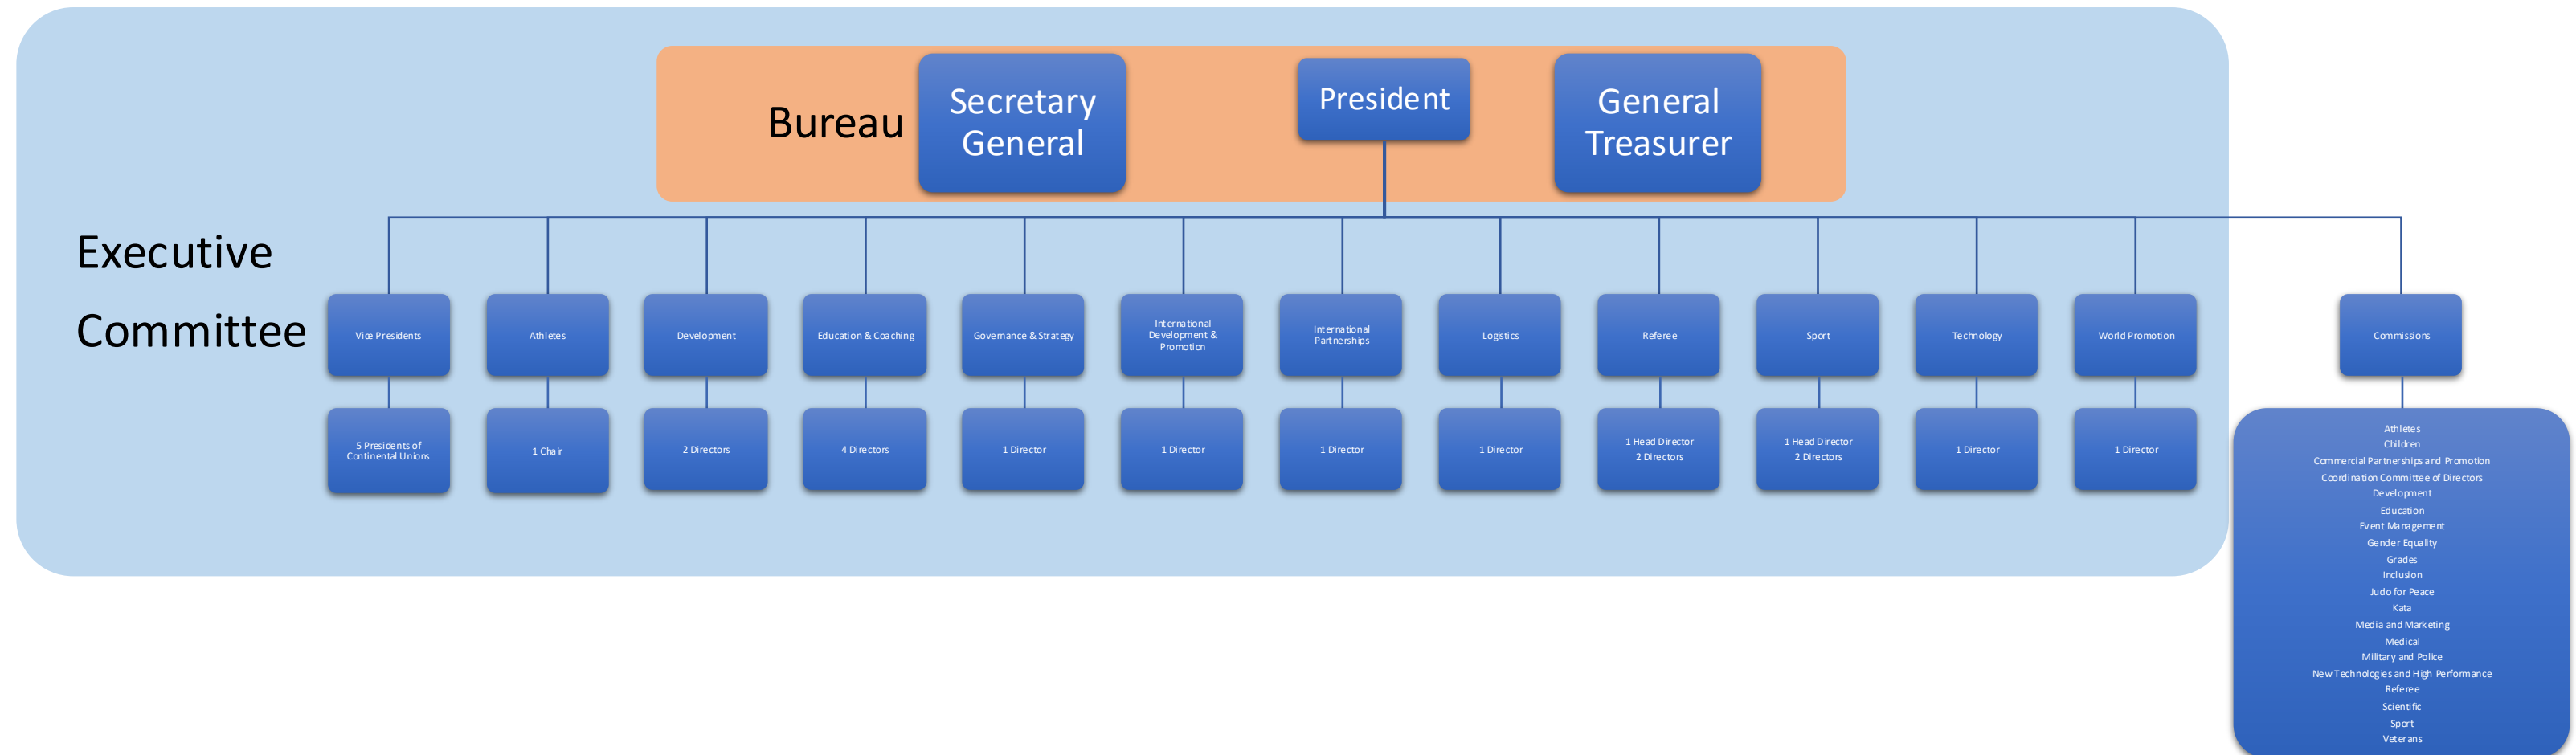 Bureau
Secretary
General
President
General
Treasurer
Executive
Committee
Vice Presidents
Athletes
Development
Education & Coaching
Governance & Strategy
International
Development &
Promotion
International
Partnerships
Logistics
Referee
Sport
Technology
World Promotion
Commissions
5 Presidents of
Continental Unions
1 Chair
2 Directors
4 Directors
1 Director
1 Director
1 Director
1 Director
1 Head Director
2 Directors
1 Head Director
2 Directors
1 Director
1 Director
Athletes
Children
Commercial Partnerships and Promotion
Coordination Committee of Directors
Development
Education
Event Management
Gender Equality
Grades
Inclusion
Judo for Peace
Kata
Media and Marketing
Medical
Military and Police
New Technologies and High Performance
Referee
Scientific
Sport
Veterans